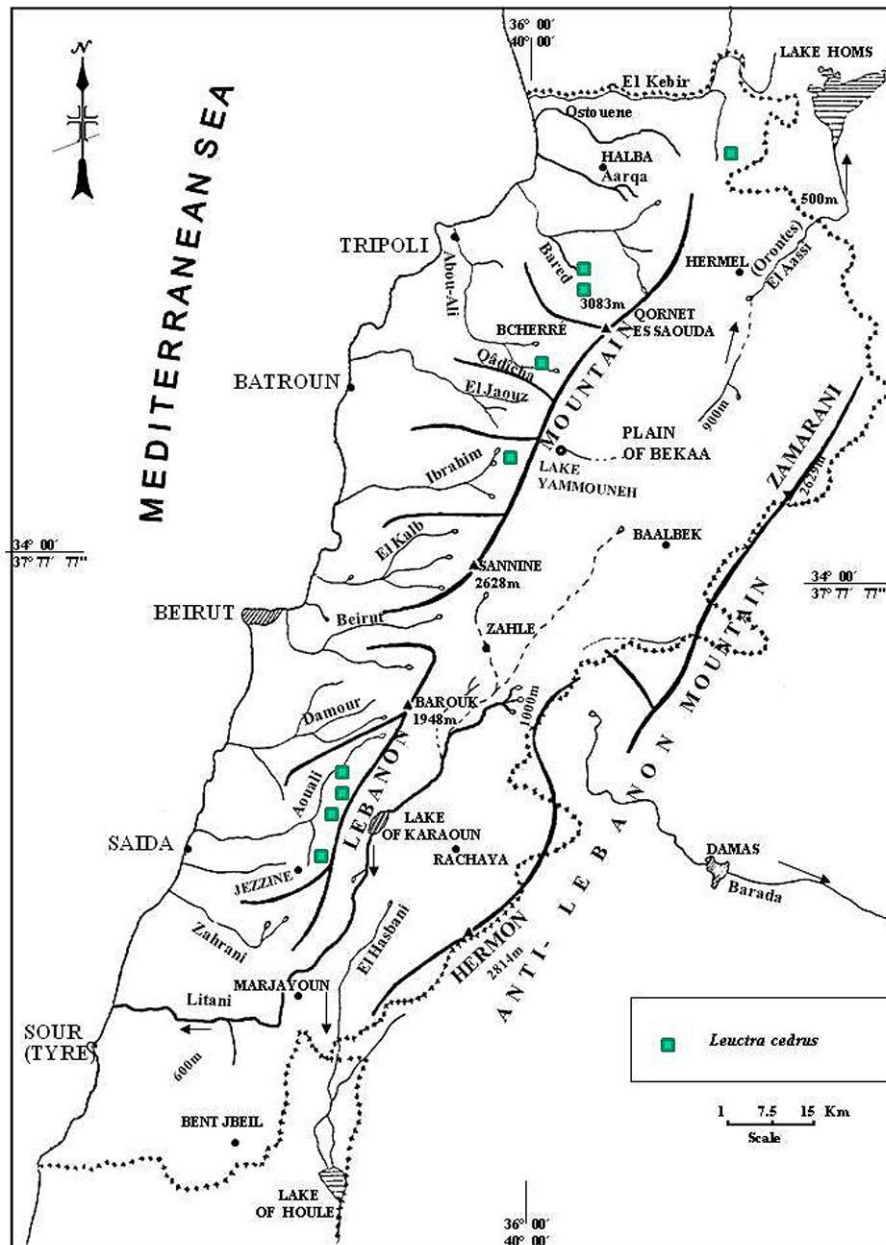 36° 00'
40° 00'
N
LAKE HOMS
El Kebir
Ostouene
HALBA
Aarqa
MEDITERRANEAN SEA
500m
TRIPOLI
Abou-Ali
Bared
HERMEL
(Orontes)
El Aassi
3083m
QORNET
ES SAOUDA
BCHERRÉ
Qâdicha
BATROUN
El Jaouz
MOUNTAIN
900m
PLAIN
OF BEKAA
ZAMARANI
2629m
Ibrahim
LAKE
YAMMOUNEH
34° 00'
37° 77' 77"
El Kalb
BAALBEK
SANNINE
2628m
34° 00'
37° 77' 77"
BEIRUT
Beirut
ZAHLE
BAROUK
1948m
1000m
Damour
LEBANON
ANTI- LEBANON MOUNTAIN
Aouali
LAKE
OF KARAOUN
SAIDA
RACHAYA
DAMAS
Barada
JEZZINE
Zahrani
El Hasbani
HERMON
2814m
MARJAYOUN
Litani
SOUR
(TYRE)
600m
Leuctra cedrus
BENT JBEIL
1 7.5 15 Km
Scale
LAKE
OF HOULE
36° 00'
40° 00'